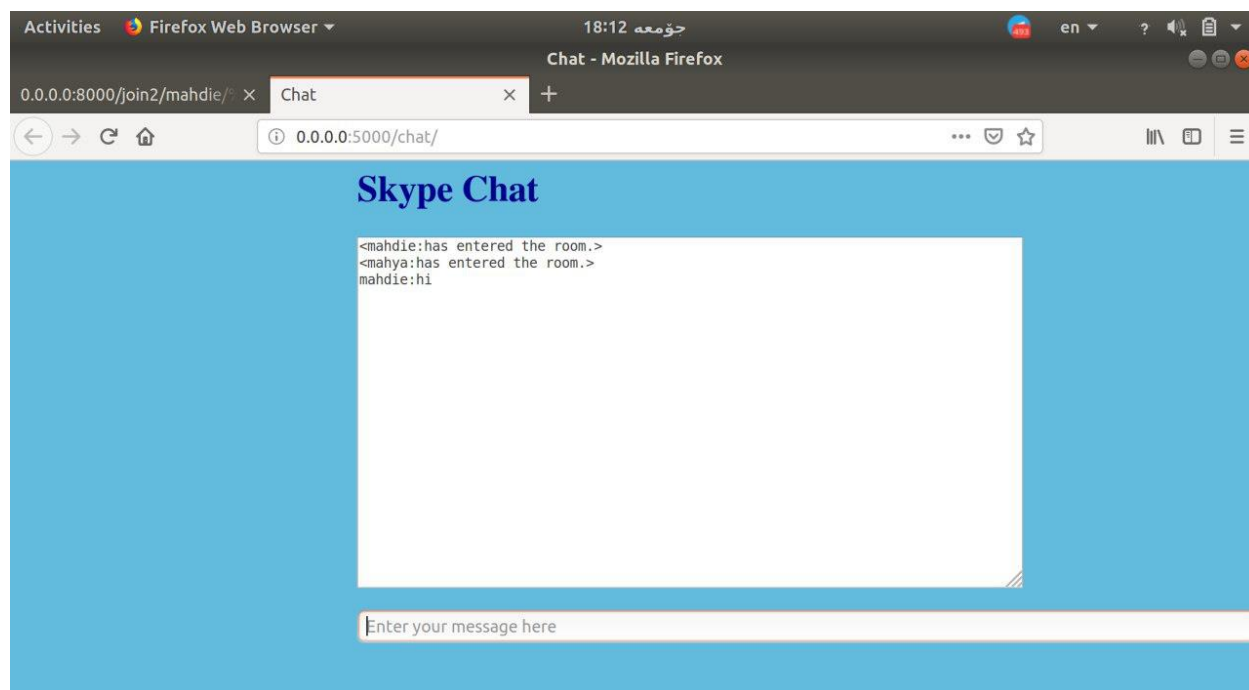 Activities Firefox Web Browser جۆمعه 18:12 493 en ?
Chat - Mozilla Firefox
0.0.0.0:8000/join2/mahdie/ Chat
0.0.0.0:5000/chat/
Skype Chat
<mahdie:has entered the room.>
<mahya:has entered the room.>
mahdie:hi
Enter your message here